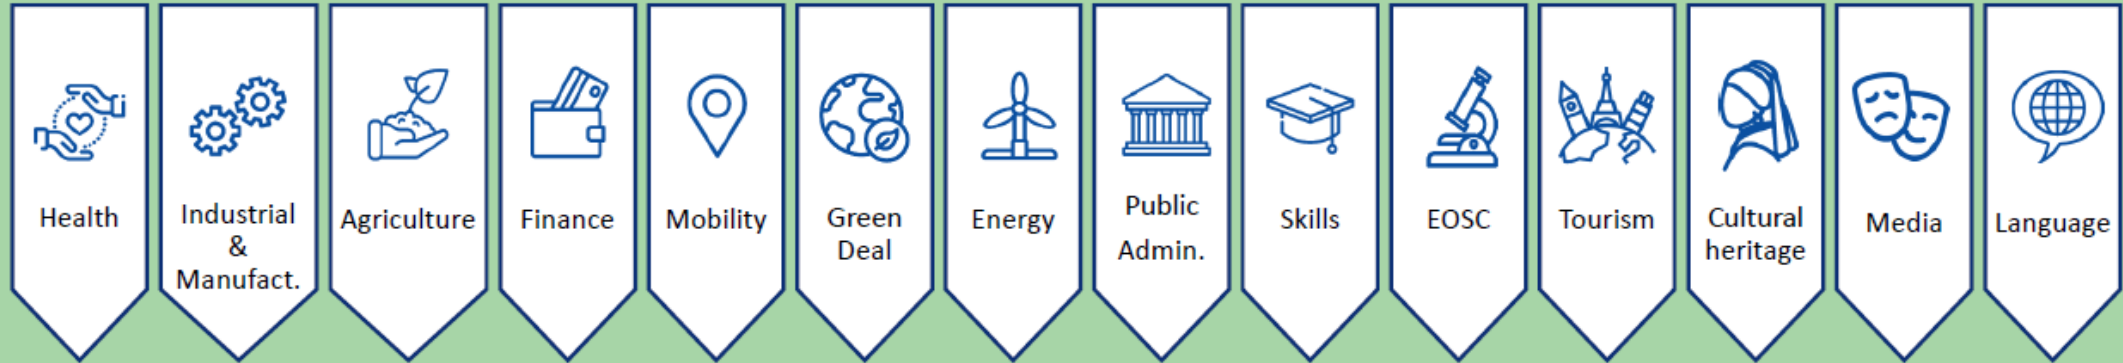 Health
Industrial
&
Manufact.
Agriculture
Finance
Mobility
Green
Deal
Energy
Public
Admin.
Skills
EOSC
Tourism
Cultural
heritage
Media
Language